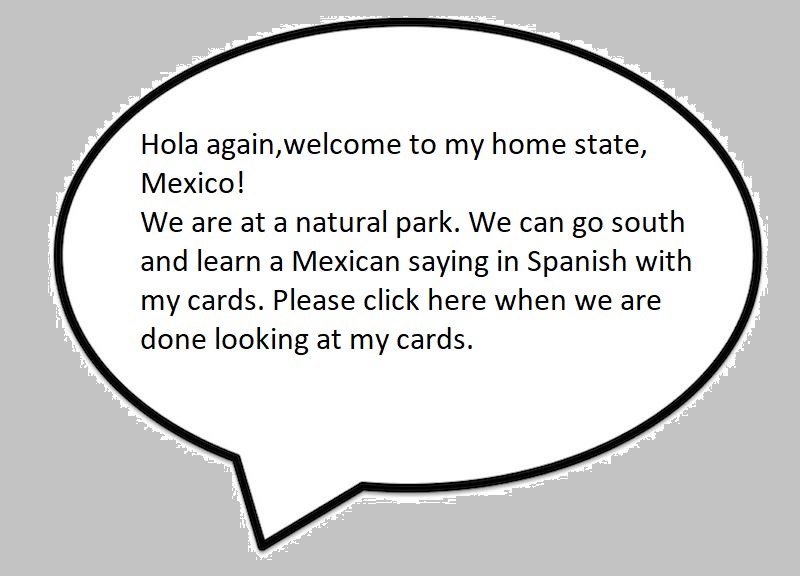 Hola again,welcome to my home state,
Mexico!
We are at a natural park. We can go south
and learn a Mexican saying in Spanish with
my cards. Please click here when we are
done looking at my cards.